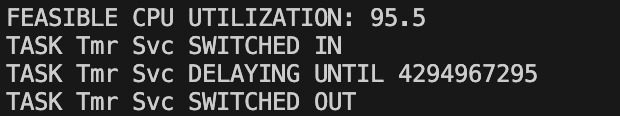 FEASIBLE CPU UTILIZATION: 95.5
TASK Tmr Svc SWITCHED IN
TASK Tmr Svc DELAYING UNTIL 4294967295
TASK Tmr Svc SWITCHED OUT